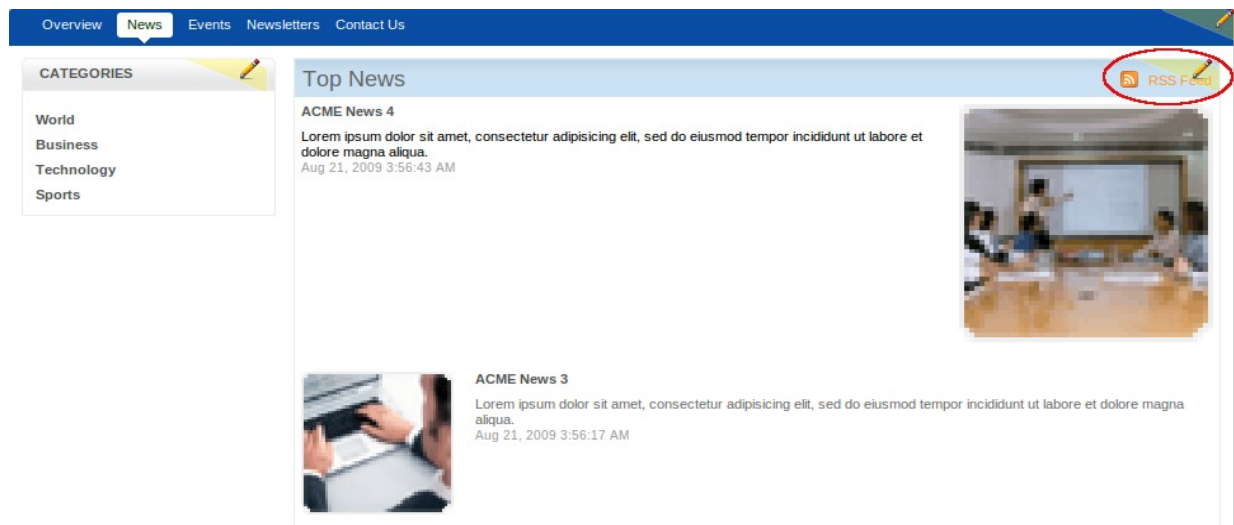 Overview News Events Newsletters Contact Us
CATEGORIES
World
Business
Technology
Sports
Top News
RSS Feed
ACME News 4
Lorem ipsum dolor sit amet, consectetur adipisicing elit, sed do eiusmod tempor incididunt ut labore et
dolore magna aliqua.
Aug 21, 2009 3:56:43 AM
ACME News 3
Lorem ipsum dolor sit amet, consectetur adipisicing elit, sed do eiusmod tempor incididunt ut labore et dolore magna
aliqua.
Aug 21, 2009 3:56:17 AM